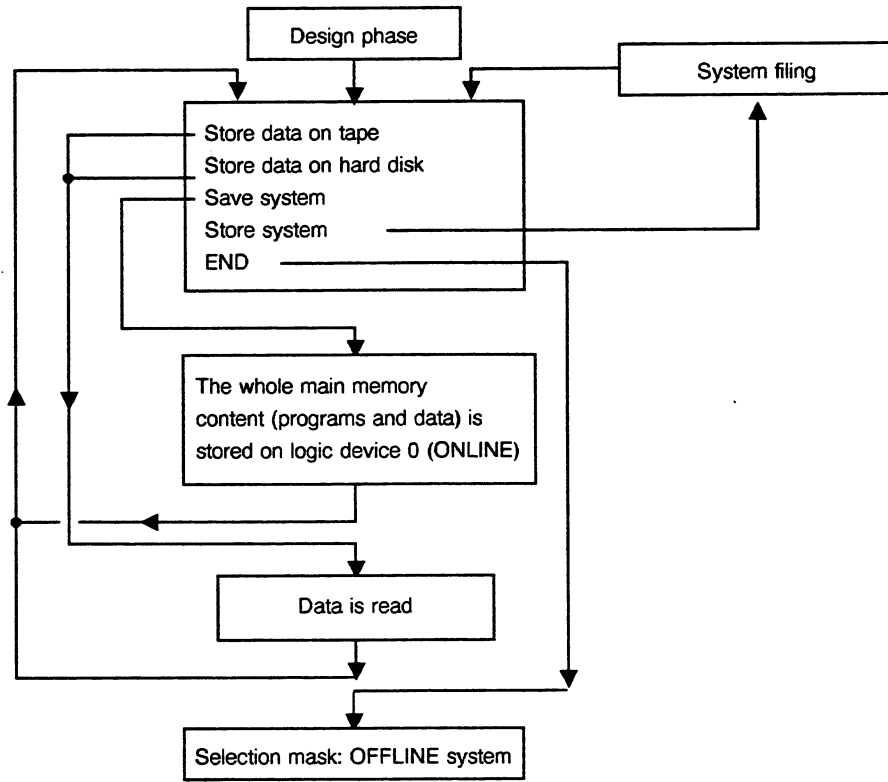 Design phase
System filing
Store data on tape
Store data on hard disk
Save system
Store system
END
The whole main memory
content (programs and data) is
stored on logic device 0 (ONLINE)
Data is read
Selection mask: OFFLINE system